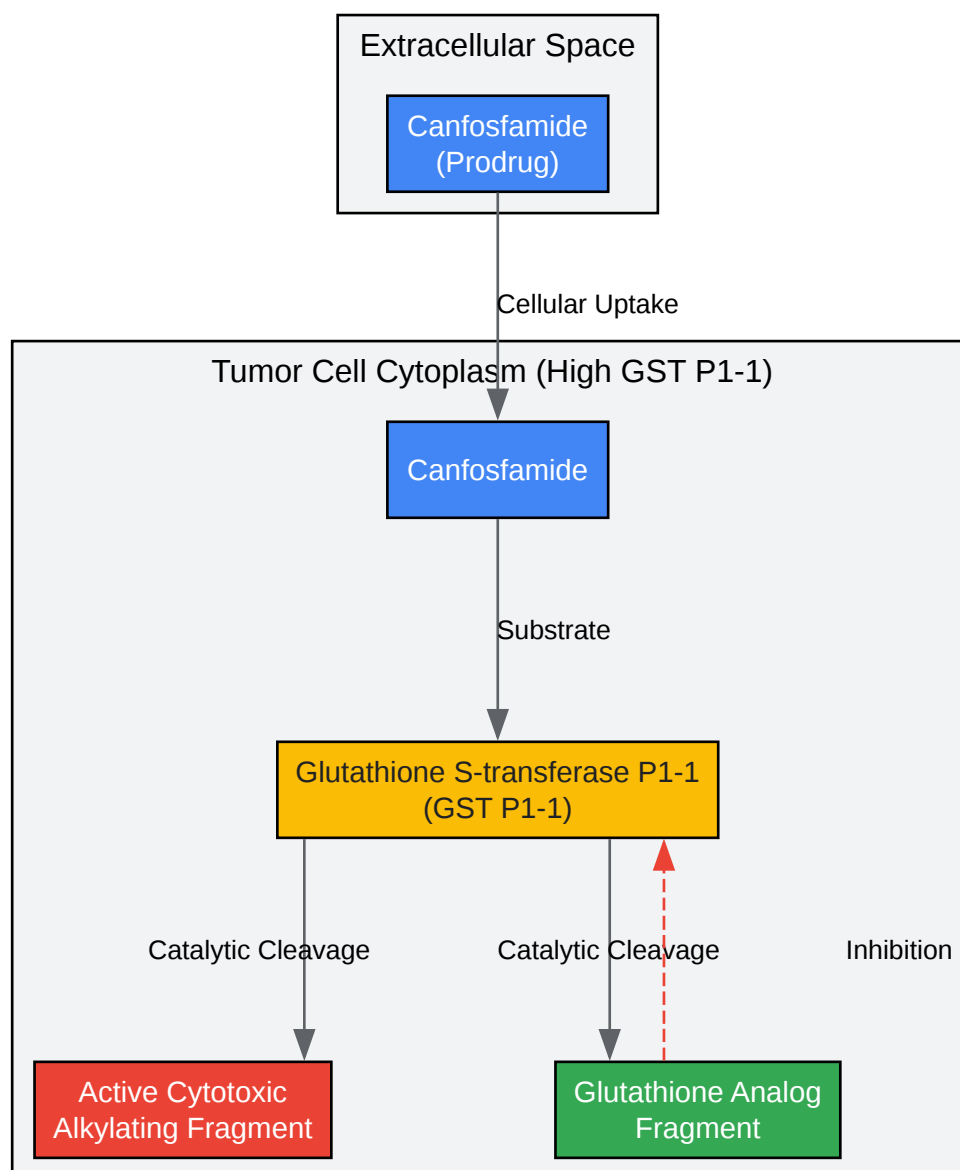 Extracellular Space
Canfosfamide
(Prodrug)
Cellular Uptake
Tumor Cell Cytoplasm (High GST P1-1)
Canfosfamide
Substrate
Glutathione S-transferase P1-1
(GST P1-1)
Catalytic Cleavage
Catalytic Cleavage
Inhibition
Active Cytotoxic
Alkylating Fragment
Glutathione Analog
Fragment